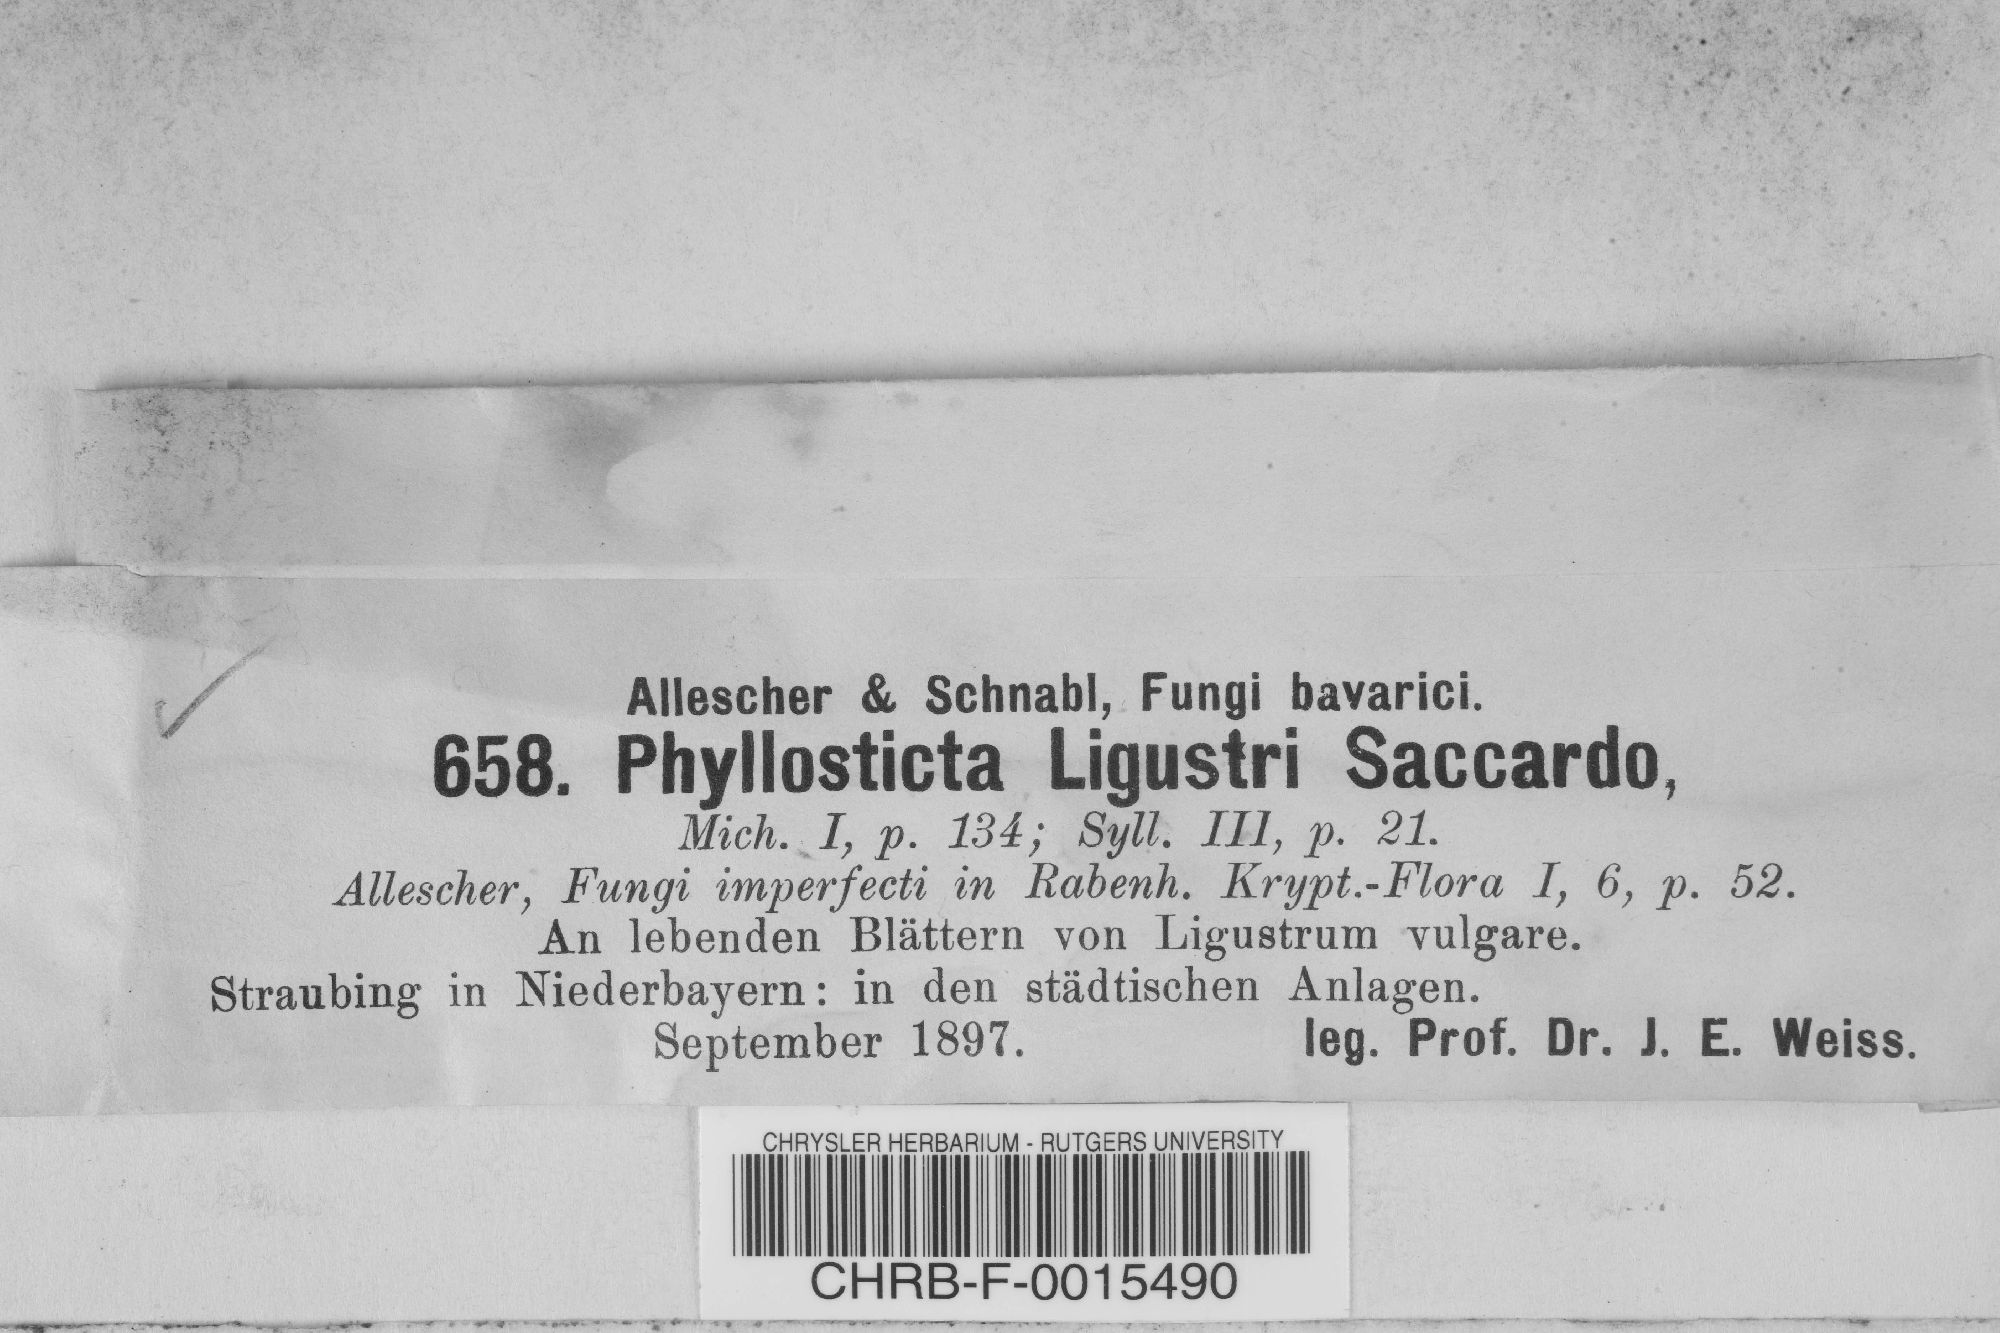 Allescher & Schnabl, Fungi bavarici.
658. Phyllosticta Ligustri Saccardo,
Mich. I, p. 134; Syll. III, p. 21.
Allescher, Fungi imperfecti in Rabenh. Krypt.-Flora I, 6, p. 52.
An lebenden Blättern von Ligustrum vulgare.
Straubing in Niederbayern: in den städtischen Anlagen.
September 1897. leg. Prof. Dr. J. E. Weiss.
CHRYSLER HERBARIUM - RUTGERS UNIVERSITY
CHRB-F-0015490